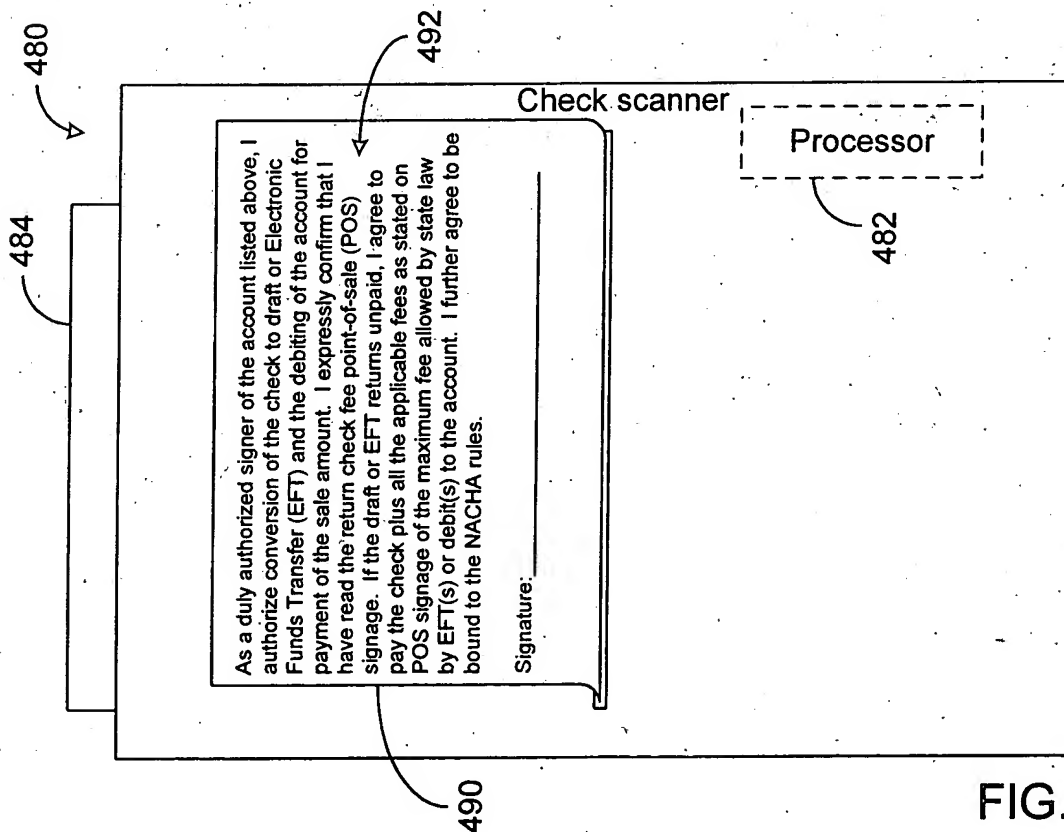 480
484
492
Check scanner
Processor
482
As a duly authorized signer of the account listed above, I
authorize conversion of the check to draft or Electronic
Funds Transfer (EFT) and the debiting of the account for
payment of the sale amount. I expressly confirm that I
have read the return check fee point-of-sale (POS)
signage. If the draft or EFT returns unpaid, I agree to
pay the check plus all the applicable fees as stated on
POS signage of the maximum fee allowed by state law
by EFT(s) or debit(s) to the account. I further agree to be
bound to the NACHA rules.
Signature:
490
FIG.